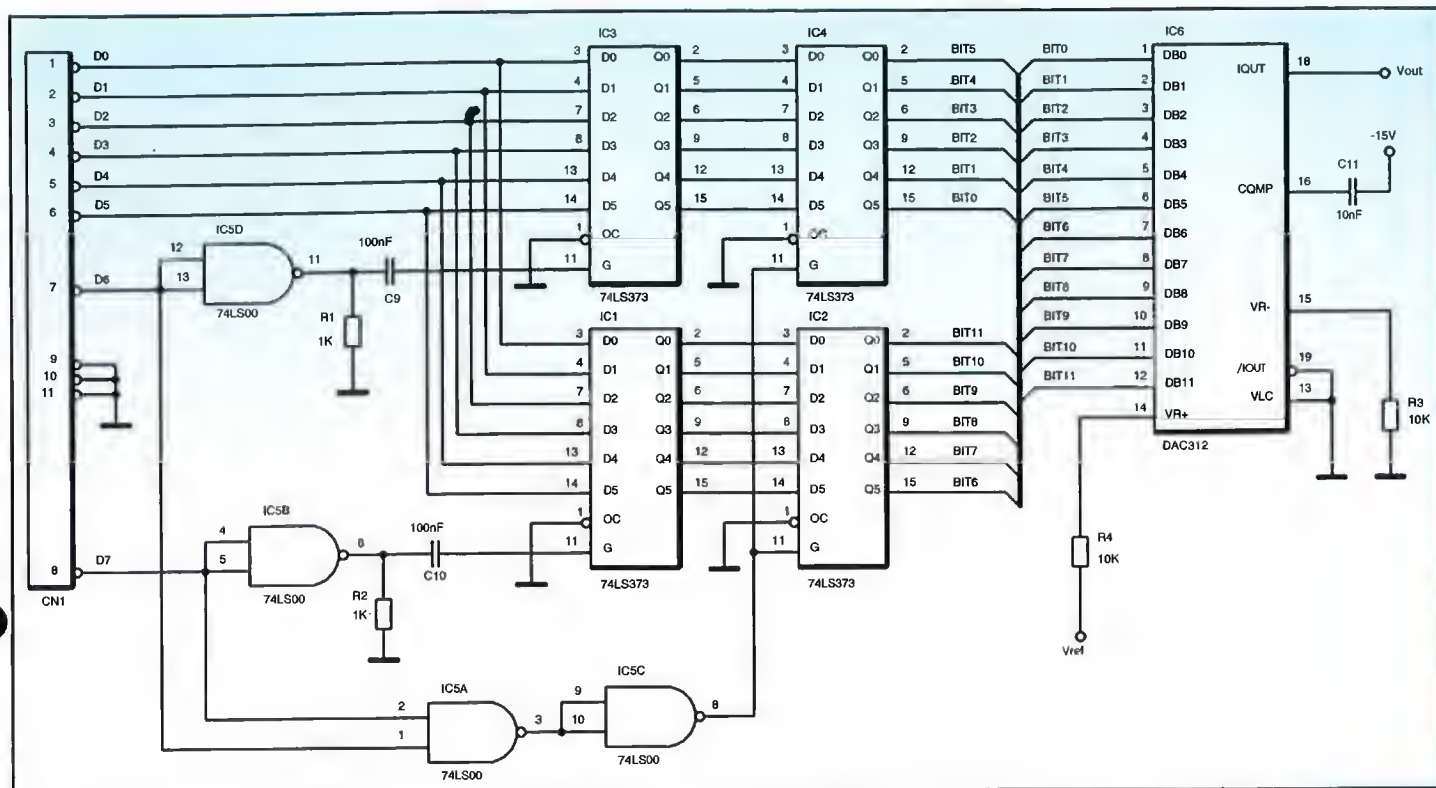 CN1
1 D0
2 D1
3 D2
4 D3
5 D4
6 D5
7 D6
9
10
11
8 D7
IC5D
12
13
11
74LS00
R1
1K
100nF
C9
IC3
3 D0 Q0 2
4 D1 Q1 5
7 D2 Q2 6
8 D3 Q3 9
13 D4 Q4 12
14 D5 Q5 15
1 OC
11 G
74LS373
IC4
3 D0 Q0 2 BIT5
4 D1 Q1 5 BIT4
7 D2 Q2 6 BIT3
8 D3 Q3 9 BIT2
13 D4 Q4 12 BIT1
14 D5 Q5 15 BIT0
1 OC
11 G
74LS373
IC1
3 D0 Q0 2
4 D1 Q1 5
7 D2 Q2 6
8 D3 Q3 9
13 D4 Q4 12
14 D5 Q5 15
1 OC
11 G
74LS373
IC2
3 D0 Q0 2 BIT11
4 D1 Q1 5 BIT10
7 D2 Q2 6 BIT9
8 D3 Q3 9 BIT8
13 D4 Q4 12 BIT7
14 D5 Q5 15 BIT6
1 OC
11 G
74LS373
IC6
BIT0 1 DB0
BIT1 2 DB1
BIT2 3 DB2
BIT3 4 DB3
BIT4 5 DB4
BIT5 6 DB5
BIT6 7 DB6
BIT7 8 DB7
BIT8 9 DB8
BIT9 10 DB9
BIT10 11 DB10
BIT11 12 DB11
14 VR+
IQUT 18 Vout
CQMP 16
C11
10nF
-15V
VR- 15
/IOUT 19
VLC 13
DAC312
R3
10K
R4
10K
Vref
IC5B
4
5
6
74LS00
R2
1K
100nF
C10
IC5A
2
1
3
74LS00
IC5C
9
10
8
74LS00